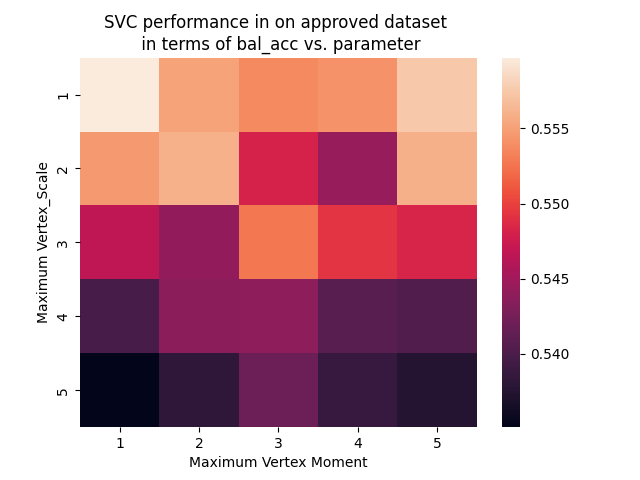 SVC performance in on approved dataset
in terms of bal_acc vs. parameter
Maximum Vertex_Scale
1
2
3
4
5
1 2 3 4 5
Maximum Vertex Moment
0.555
0.550
0.545
0.540